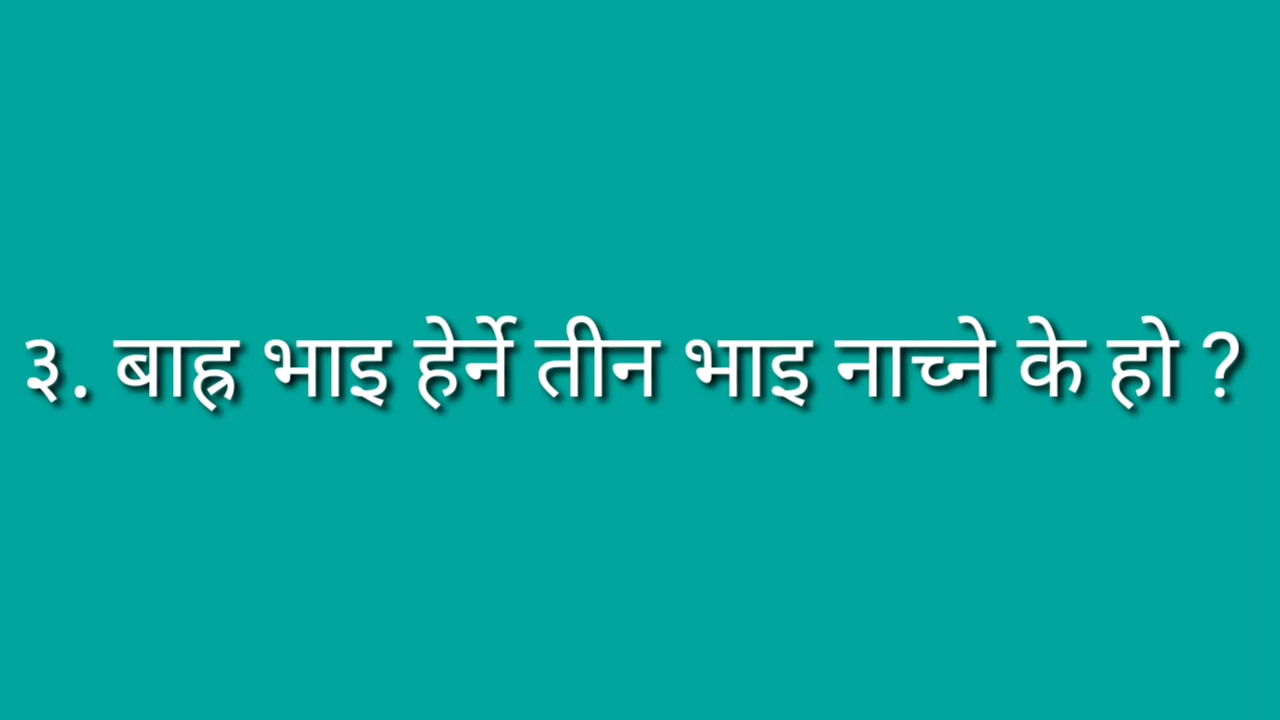 ३. बाह्र भाइ हेर्ने तीन भाइ नाच्ने के हो ?